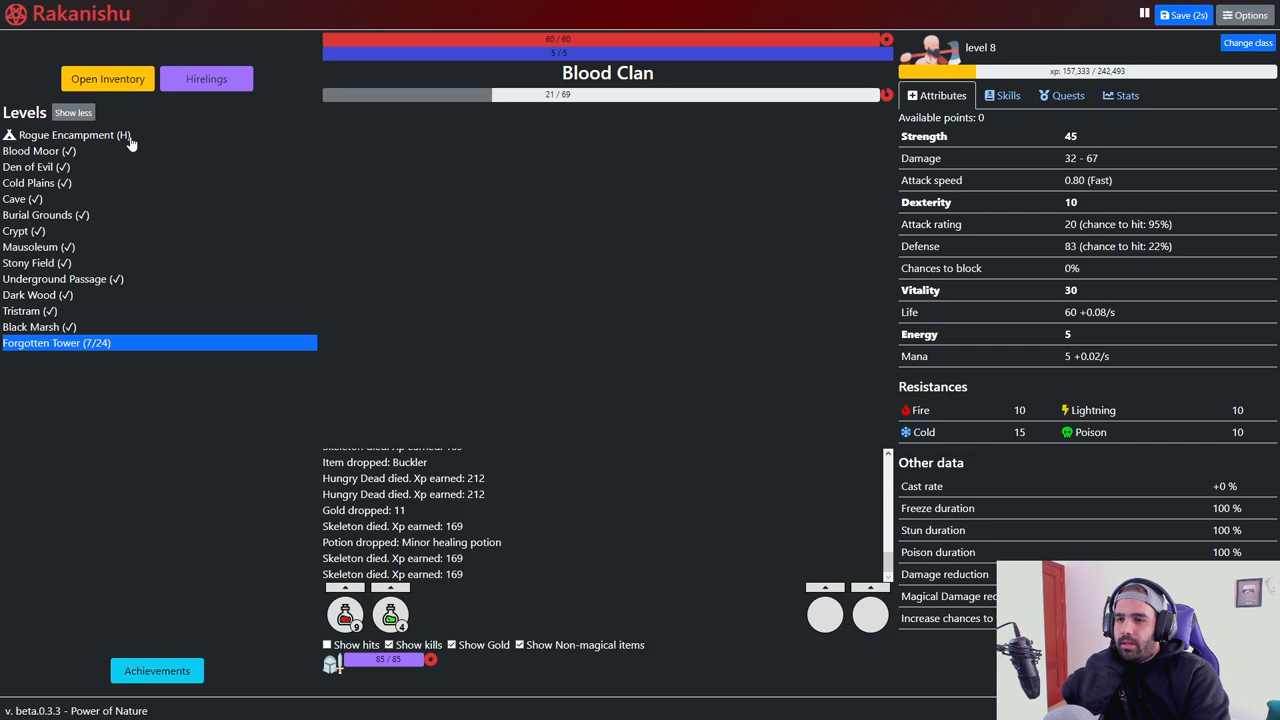 Rakanishu
Save (2s)
Options
60 / 60
5 / 5
level 8
Change class
Open Inventory
Hirelings
Blood Clan
xp: 157,333 / 242,493
21 / 69
Attributes
Skills
Quests
Stats
Levels
Show less
Rogue Encampment (H)
Blood Moor (✓)
Den of Evil (✓)
Cold Plains (✓)
Cave (✓)
Burial Grounds (✓)
Crypt (✓)
Mausoleum (✓)
Stony Field (✓)
Underground Passage (✓)
Dark Wood (✓)
Tristram (✓)
Black Marsh (✓)
Forgotten Tower (7/24)
Available points: 0
Strength 45
Damage 32 - 67
Attack speed 0.80 (Fast)
Dexterity 10
Attack rating 20 (chance to hit: 95%)
Defense 83 (chance to hit: 22%)
Chances to block 0%
Vitality 30
Life 60 +0.08/s
Energy 5
Mana 5 +0.02/s
Resistances
Fire 10 Lightning 10
Cold 15 Poison 10
Other data
Cast rate +0 %
Freeze duration 100 %
Stun duration 100 %
Poison duration 100 %
Damage reduction
Magical Damage
Increase chances to
Item dropped: Buckler
Hungry Dead died. Xp earned: 212
Hungry Dead died. Xp earned: 212
Gold dropped: 11
Skeleton died. Xp earned: 169
Potion dropped: Minor healing potion
Skeleton died. Xp earned: 169
Skeleton died. Xp earned: 169
9
4
Show hits
Show kills
Show Gold
Show Non-magical items
85 / 85
Achievements
v. beta.0.3.3 - Power of Nature